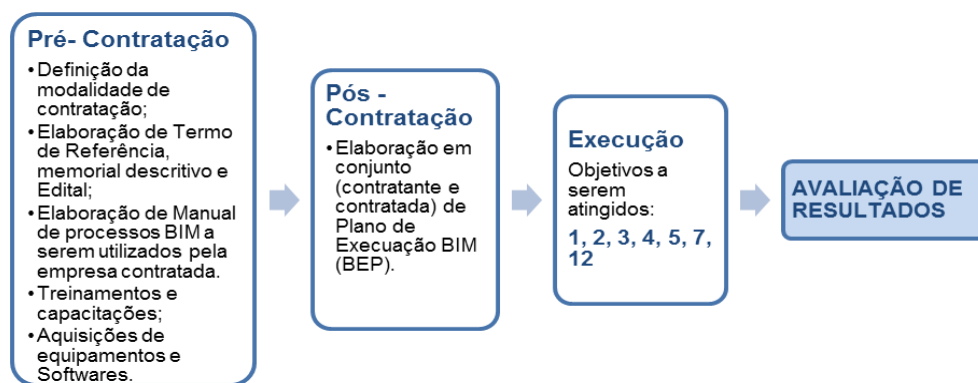 Pré- Contratação
•Definição da
modalidade de
contratação;
•Elaboração de Termo
de Referência,
memorial descritivo e
Edital;
•Elaboração de Manual
de processos BIM a
serem utilizados pela
empresa contratada.
•Treinamentos e
capacitações;
•Aquisições de
equipamentos e
Softwares.
Pós -
Contratação
•Elaboração em
conjunto
(contratante e
contratada) de
Plano de
Execuação BIM
(BEP).
Execução
Objetivos a
serem
atingidos:
1, 2, 3, 4, 5, 7,
12
AVALIAÇÃO DE
RESULTADOS